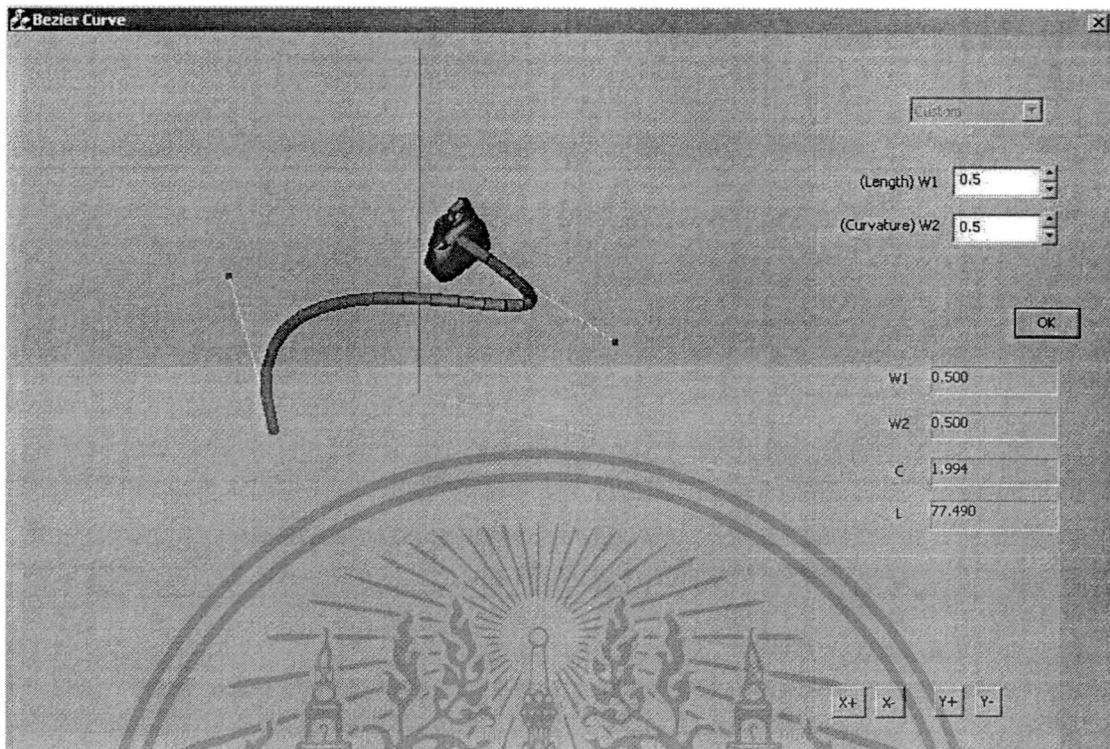 Bezier Curve
Custom
(Length) W1 0.5
(Curvature) W2 0.5
OK
W1 0.500
W2 0.500
C 1.994
L 77.490
X+ X- Y+ Y-